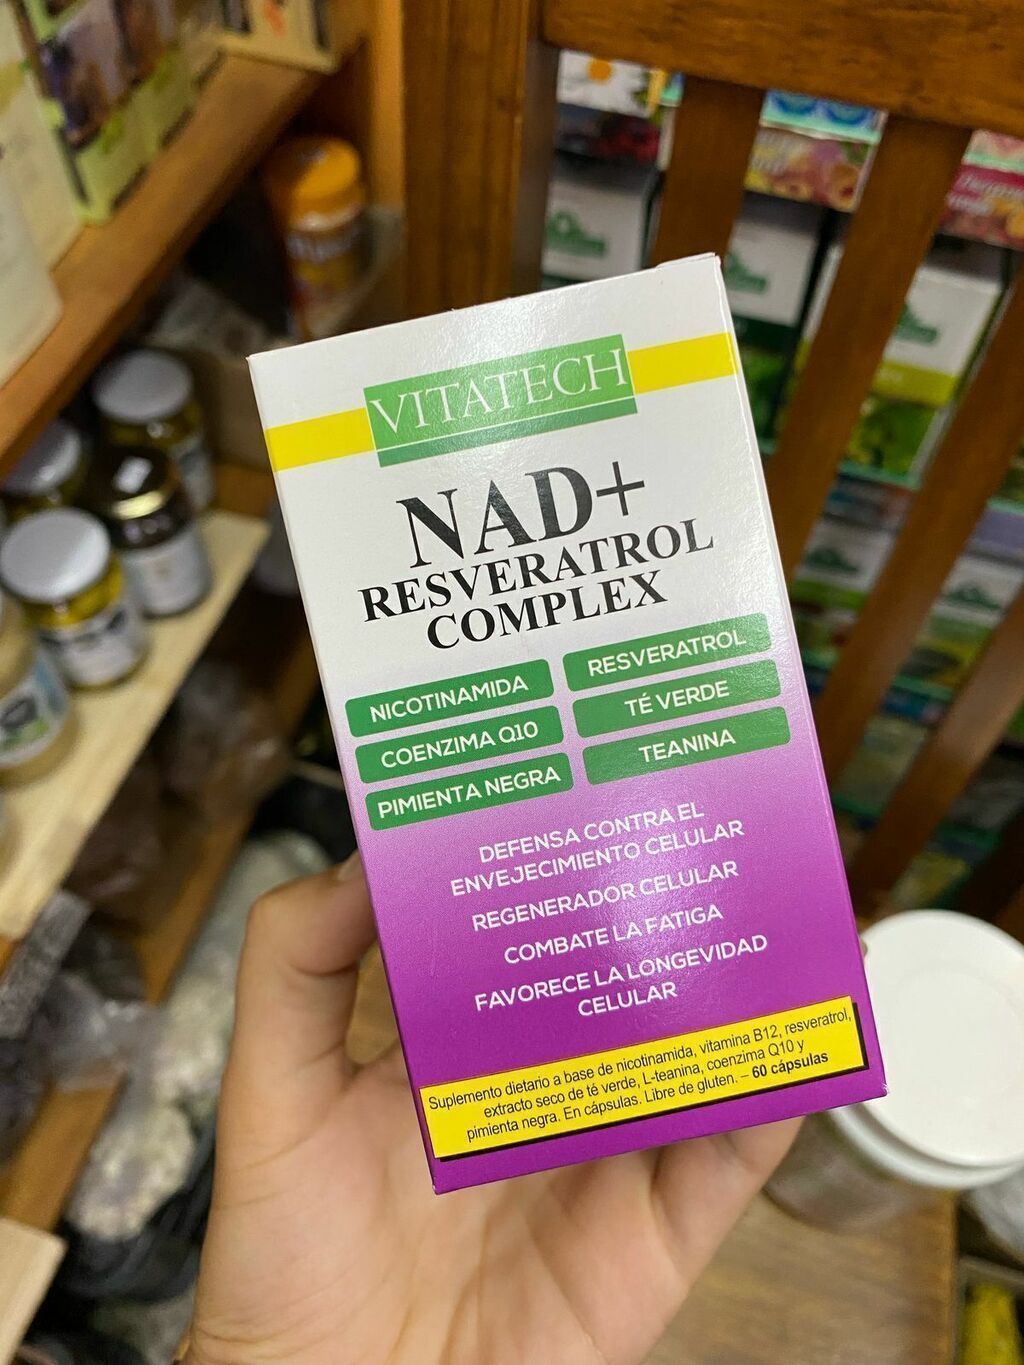 VITATECH
NAD+
RESVERATROL
COMPLEX
NICOTINAMIDA
RESVERATROL
COENZIMA Q10
TÉ VERDE
PIMIENTA NEGRA
TEANINA
DEFENSA CONTRA EL
ENVEJECIMIENTO CELULAR
REGENERADOR CELULAR
COMBATE LA FATIGA
FAVORECE LA LONGEVIDAD
CELULAR
Suplemento dietario a base de nicotinamida, vitamina B12, resveratrol,
extracto seco de té verde, L-teanina, coenzima Q10 y
pimienta negra. En cápsulas. Libre de gluten. – 60 cápsulas